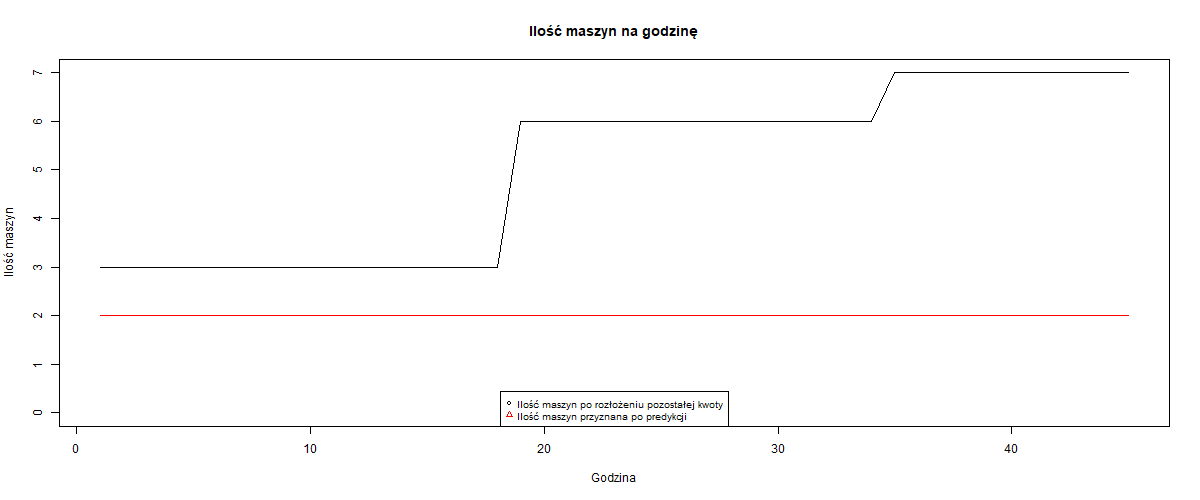 Ilość maszyn na godzinę
Ilość maszyn
7
6
5
4
3
2
1
0
Ilość maszyn po rozłożeniu pozostałej kwoty
Ilość maszyn przyznana po predykcji
0 10 20 30 40
Godzina